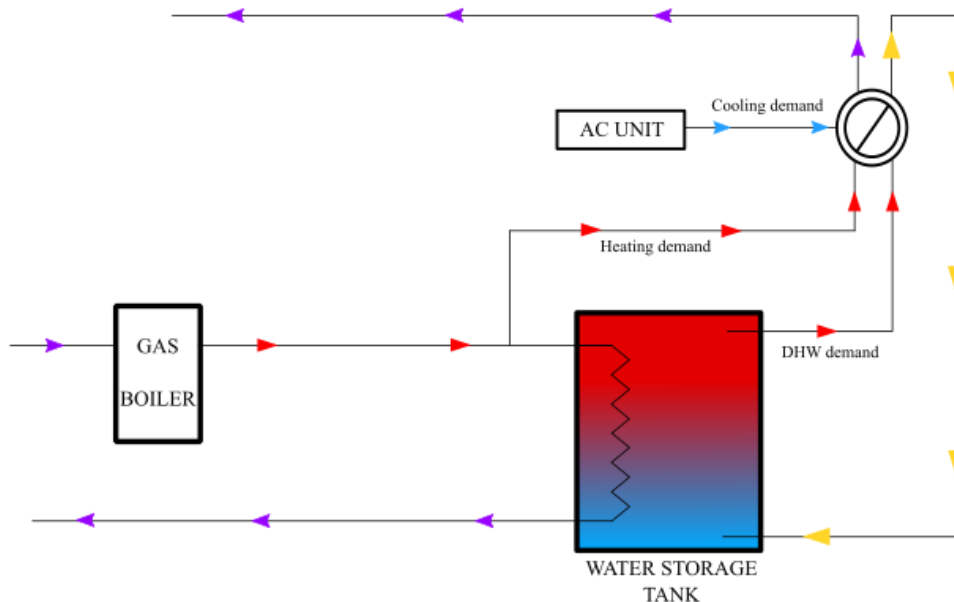 Cooling demand
AC UNIT
Heating demand
GAS
BOILER
DHW demand
WATER STORAGE
TANK